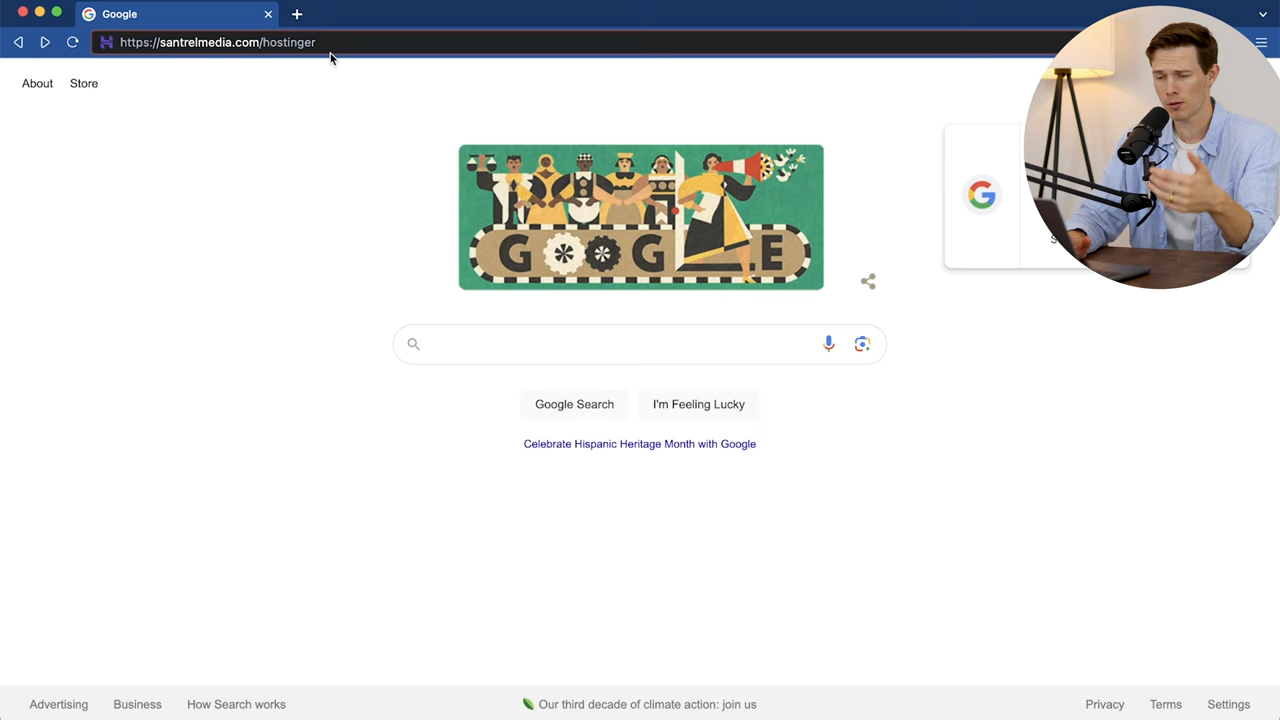 Google
https://santrelmedia.com/hostinger
About
Store
GOOGLE
Google Search
I'm Feeling Lucky
Celebrate Hispanic Heritage Month with Google
Advertising
Business
How Search works
Our third decade of climate action: join us
Privacy
Terms
Settings